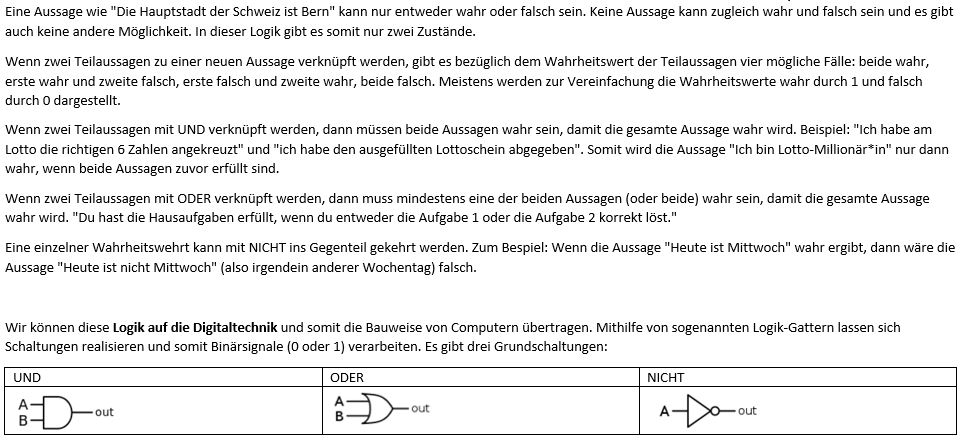 Eine Aussage wie "Die Hauptstadt der Schweiz ist Bern" kann nur entweder wahr oder falsch sein. Keine Aussage kann zugleich wahr und falsch sein und es gibt
auch keine andere Möglichkeit. In dieser Logik gibt es somit nur zwei Zustände.
Wenn zwei Teilaussagen zu einer neuen Aussage verknüpft werden, gibt es bezüglich dem Wahrheitswert der Teilaussagen vier mögliche Fälle: beide wahr,
erste wahr und zweite falsch, erste falsch und zweite wahr, beide falsch. Meistens werden zur Vereinfachung die Wahrheitswerte wahr durch 1 und falsch
durch 0 dargestellt.
Wenn zwei Teilaussagen mit UND verknüpft werden, dann müssen beide Aussagen wahr sein, damit die gesamte Aussage wahr wird. Beispiel: "Ich habe am
Lotto die richtigen 6 Zahlen angekreuzt" und "ich habe den ausgefüllten Lottoschein abgegeben". Somit wird die Aussage "Ich bin Lotto-Millionär*in" nur dann
wahr, wenn beide Aussagen zuvor erfüllt sind.
Wenn zwei Teilaussagen mit ODER verknüpft werden, dann muss mindestens eine der beiden Aussagen (oder beide) wahr sein, damit die gesamte Aussage
wahr wird. "Du hast die Hausaufgaben erfüllt, wenn du entweder die Aufgabe 1 oder die Aufgabe 2 korrekt löst."
Eine einzelner Wahrheitswehrt kann mit NICHT ins Gegenteil gekehrt werden. Zum Bespiel: Wenn die Aussage "Heute ist Mittwoch" wahr ergibt, dann wäre die
Aussage "Heute ist nicht Mittwoch" (also irgendein anderer Wochentag) falsch.
Wir können diese Logik auf die Digitaltechnik und somit die Bauweise von Computern übertragen. Mithilfe von sogenannten Logik-Gattern lassen sich
Schaltungen realisieren und somit Binärsignale (0 oder 1) verarbeiten. Es gibt drei Grundschaltungen:
UND ODER NICHT
A
B out
A
B out
A out